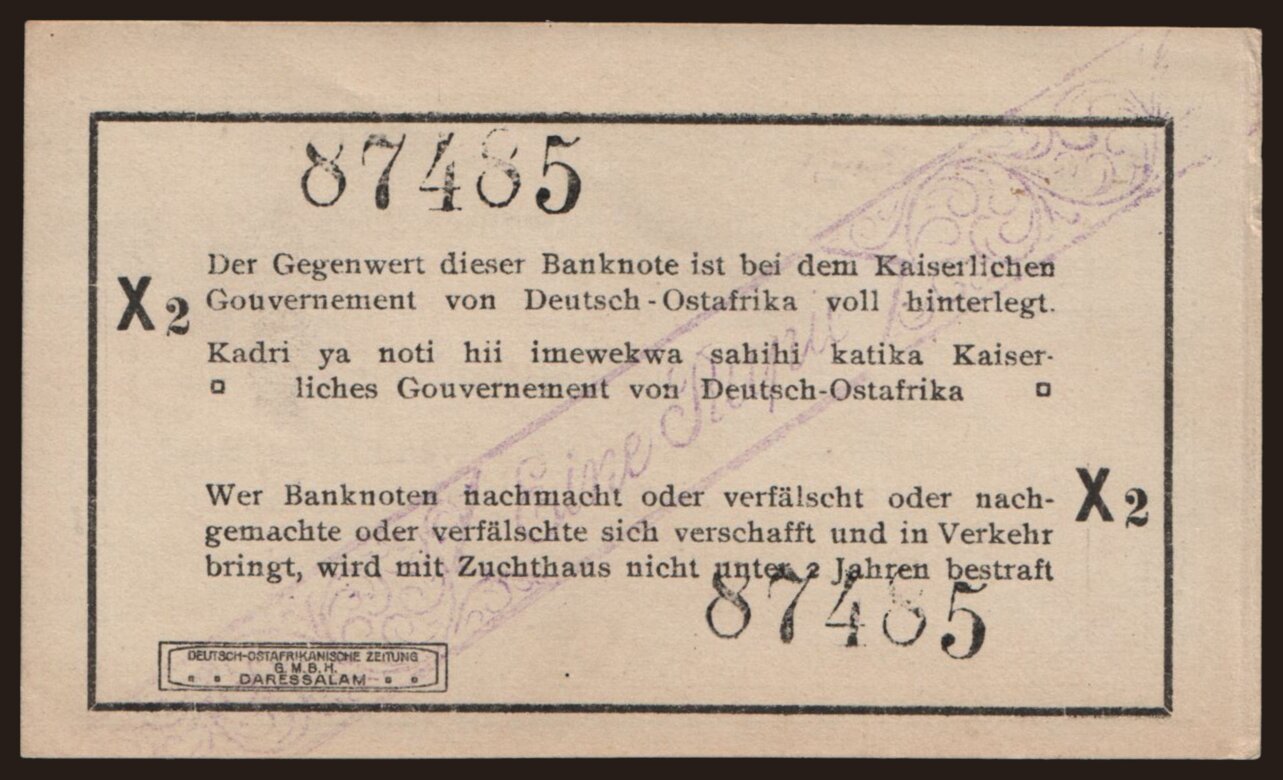 87485
Der Gegenwert dieser Banknote ist bei dem Kaiserlichen
X2 Gouvernement von Deutsch-Ostafrika voll hinterlegt.
Kadri ya noti hii imewekwa sahihi katika Kaiser-
liches Gouvernement von Deutsch-Ostafrika
Eine Rupie
Wer Banknoten nachmacht oder verfälscht oder nach-
X2
gemachte oder verfälschte sich verschafft und in Verkehr
bringt, wird mit Zuchthaus nicht unter 2 Jahren bestraft
87485
DEUTSCH-OSTAFRIKANISCHE ZEITUNG
G.M.B.H.
DARESSALAM